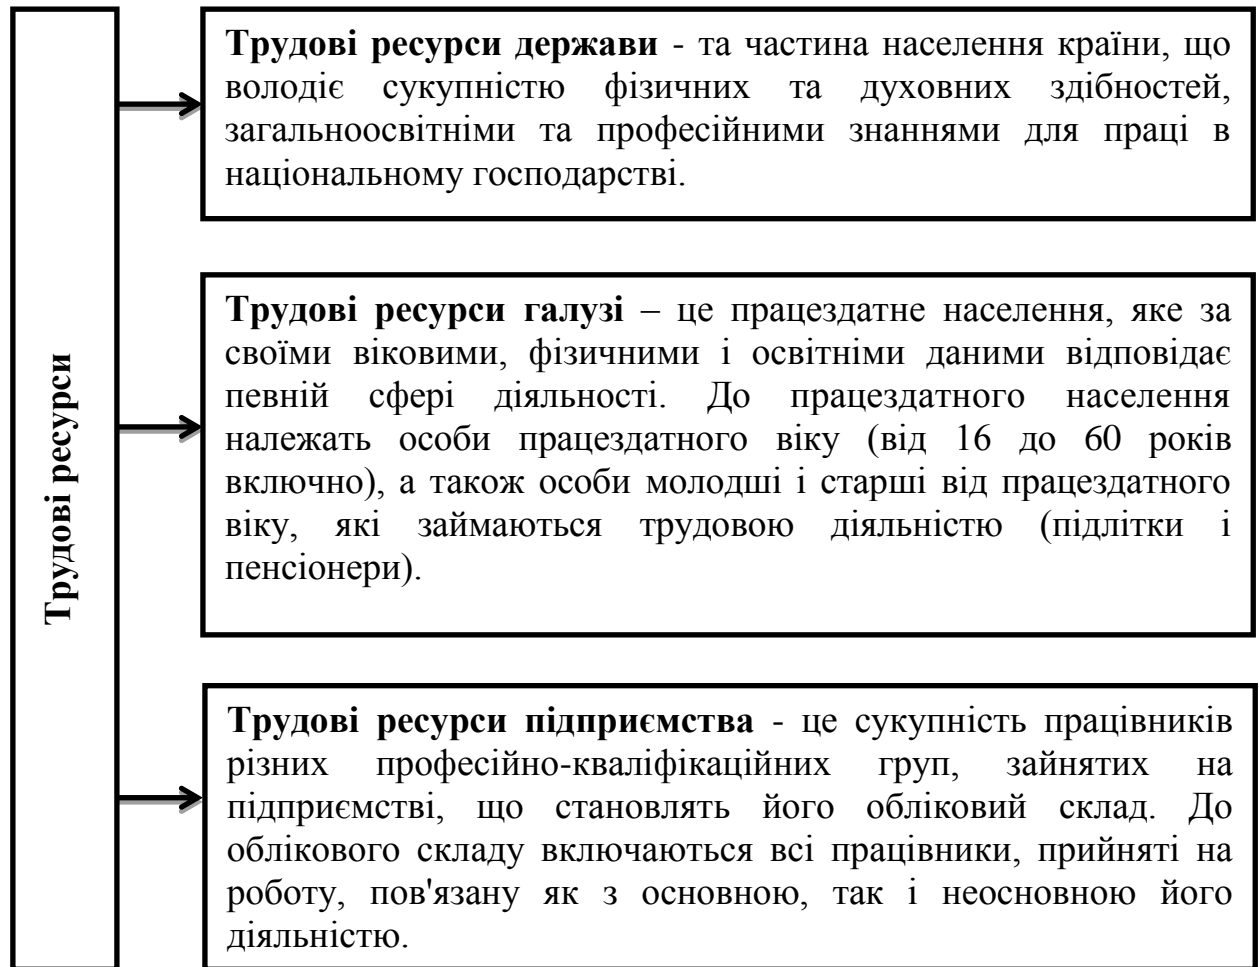 Трудові ресурси
Трудові ресурси держави - та частина населення країни, що
володіє сукупністю фізичних та духовних здібностей,
загальноосвітніми та професійними знаннями для праці в
національному господарстві.
Трудові ресурси галузі – це працездатне населення, яке за
своїми віковими, фізичними і освітніми даними відповідає
певній сфері діяльності. До працездатного населення
належать особи працездатного віку (від 16 до 60 років
включно), а також особи молодші і старші від працездатного
віку, які займаються трудовою діяльністю (підлітки і
пенсіонери).
Трудові ресурси підприємства - це сукупність працівників
різних професійно-кваліфікаційних груп, зайнятих на
підприємстві, що становлять його обліковий склад. До
облікового складу включаються всі працівники, прийняті на
роботу, пов'язану як з основною, так і неосновною його
діяльністю.